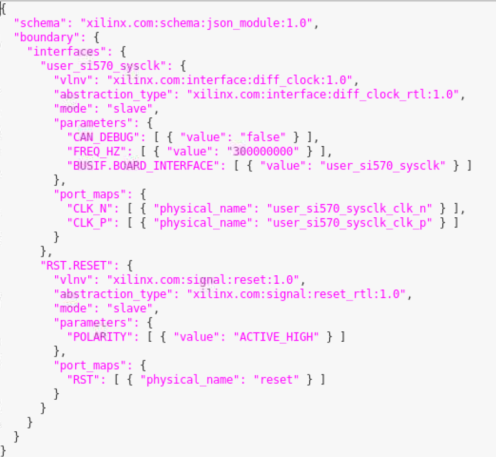 {
  "schema": "xilinx.com:schema:json_module:1.0",
  "boundary": {
    "interfaces": {
      "user_si570_sysclk": {
        "vlnv": "xilinx.com:interface:diff_clock:1.0",
        "abstraction_type": "xilinx.com:interface:diff_clock_rtl:1.0",
        "mode": "slave",
        "parameters": {
          "CAN_DEBUG": [ { "value": "false" } ],
          "FREQ_HZ": [ { "value": "300000000" } ],
          "BUSIF.BOARD_INTERFACE": [ { "value": "user_si570_sysclk" } ]
        },
        "port_maps": {
          "CLK_N": [ { "physical_name": "user_si570_sysclk_clk_n" } ],
          "CLK_P": [ { "physical_name": "user_si570_sysclk_clk_p" } ]
        }
      },
      "RST.RESET": {
        "vlnv": "xilinx.com:signal:reset:1.0",
        "abstraction_type": "xilinx.com:signal:reset_rtl:1.0",
        "mode": "slave",
        "parameters": {
          "POLARITY": [ { "value": "ACTIVE_HIGH" } ]
        },
        "port_maps": {
          "RST": [ { "physical_name": "reset" } ]
        }
      }
    }
  }
}